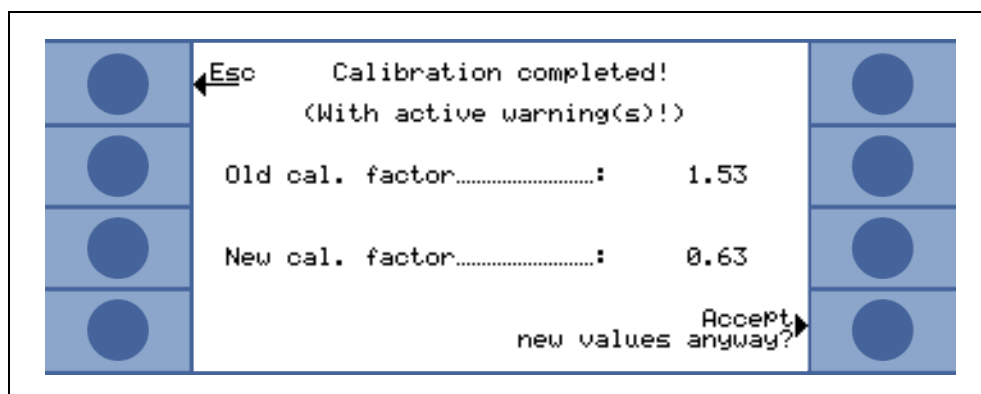 Esc Calibration completed!
(With active warning(s)!)
Old cal. factor……………………: 1.53
New cal. factor……………………: 0.63
Accept
new values anyway?